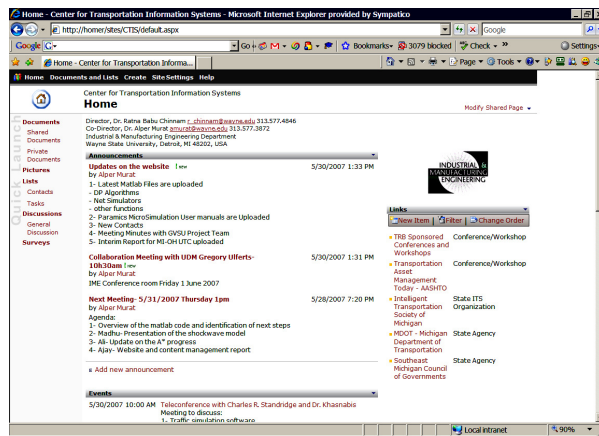 Home - Center for Transportation Information Systems - Microsoft Internet Explorer provided by Sympatico
http://homer/sites/CTIS/default.aspx
Google
Google G
Go
Bookmarks
3079 blocked
Check
Settings
Home - Center for Transportation Informa...
Page
Tools
Home Documents and Lists Create Site Settings Help
Center for Transportation Information Systems
Home
Modify Shared Page
Quick Launch
Documents
Shared
Documents
Private
Documents
Pictures
Lists
Contacts
Tasks
Discussions
General
Discussion
Surveys
Director, Dr. Ratna Babu Chinnam r_chinnam@wayne.edu 313.577.4846
Co-Director, Dr. Alper Murat amurat@wayne.edu 313.577.3872
Industrial & Manufacturing Engineering Department
Wayne State University, Detroit, MI 48202, USA
Announcements
Updates on the website ! NEW 5/30/2007 1:33 PM
by Alper Murat
1- Latest Matlab Files are uploaded
- DP Algorithms
- Net Simulators
- other functions
2- Paramics MicroSimulation User manuals are Uploaded
3- New Contacts
4- Meeting Minutes with GVSU Project Team
5- Interim Report for MI-OH UTC uploaded
Collaboration Meeting with UDM Gregory Ulferts- 5/30/2007 1:31 PM
10h30am ! NEW
by Alper Murat
IME Conference room Friday 1 June 2007
Next Meeting- 5/31/2007 Thursday 1pm 5/28/2007 7:20 PM
by Alper Murat
Agenda:
1- Overview of the matlab code and identification of next steps
2- Madhu- Presentation of the shockwave model
3- Ali- Update on the A* progress
4- Ajay- Website and content management report
Add new announcement
Events
5/30/2007 10:00 AM Teleconference with Charles R. Standridge and Dr. Khasnabis
Meeting to discuss:
1- Traffic simulation software
INDUSTRIAL &
MANUFACTURING
ENGINEERING
Links
New Item | Filter | Change Order
TRB Sponsored Conference/Workshop
Conferences and
Workshops
Transportation Conference/Workshop
Asset
Management
Today - AASHTO
Intelligent State ITS
Transportation Organization
Society of
Michigan
MDOT - Michigan State Agency
Department of
Transportation
Southeast State Agency
Michigan Council
of Governments
Local intranet
90%